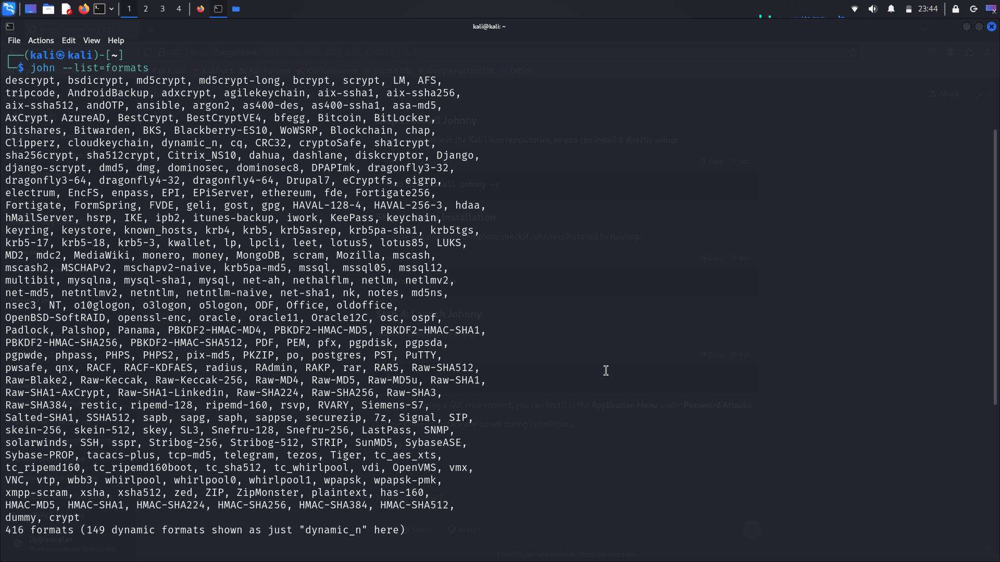 1 2 3 4 23:44
kali@kali: ~
File Actions Edit View Help
(kali㉿kali)-[~]
$ john --list=formats
descrypt, bsdicrypt, md5crypt, md5crypt-long, bcrypt, scrypt, LM, AFS,
tripcode, AndroidBackup, adxcrypt, agilekeychain, aix-ssha1, aix-ssha256,
aix-ssha512, andOTP, ansible, argon2, as400-des, as400-ssha1, asa-md5,
AxCrypt, AzureAD, BestCrypt, BestCryptVE4, bfegg, Bitcoin, BitLocker,
bitshares, Bitwarden, BKS, Blackberry-ES10, WoWSRP, Blockchain, chap,
Clipperz, cloudkeychain, dynamic_n, cq, CRC32, cryptoSafe, sha1crypt,
sha256crypt, sha512crypt, Citrix_NS10, dahua, dashlane, diskcryptor, Django,
django-scrypt, dmd5, dmg, dominosec, dominosec8, DPAPImk, dragonfly3-32,
dragonfly3-64, dragonfly4-32, dragonfly4-64, Drupal7, eCryptfs, eigrp,
electrum, EncFS, enpass, EPI, EPiServer, ethereum, fde, Fortigate256,
Fortigate, FormSpring, FVDE, geli, gost, gpg, HAVAL-128-4, HAVAL-256-3, hdaa,
hMailServer, hsrp, IKE, ipb2, itunes-backup, iwork, KeePass, keychain,
keyring, keystore, known_hosts, krb4, krb5, krb5asrep, krb5pa-sha1, krb5tgs,
krb5-17, krb5-18, krb5-3, kwallet, lp, lpcli, leet, lotus5, lotus85, LUKS,
MD2, mdc2, MediaWiki, monero, money, MongoDB, scram, Mozilla, mscash,
mscash2, MSCHAPv2, mschapv2-naive, krb5pa-md5, mssql, mssql05, mssql12,
multibit, mysqlna, mysql-sha1, mysql, net-ah, nethalflm, netlm, netlmv2,
net-md5, netntlmv2, netntlm, netntlm-naive, net-sha1, nk, notes, md5ns,
nsec3, NT, o10glogon, o3logon, o5logon, ODF, Office, oldoffice,
OpenBSD-SoftRAID, openssl-enc, oracle, oracle11, Oracle12C, osc, ospf,
Padlock, Palshop, Panama, PBKDF2-HMAC-MD4, PBKDF2-HMAC-MD5, PBKDF2-HMAC-SHA1,
PBKDF2-HMAC-SHA256, PBKDF2-HMAC-SHA512, PDF, PEM, pfx, pgpdisk, pgpsda,
pgpwde, phpass, PHPS, PHPS2, pix-md5, PKZIP, po, postgres, PST, PuTTY,
pwsafe, qnx, RACF, RACF-KDFAES, radius, RAdmin, RAKP, rar, RAR5, Raw-SHA512,
Raw-Blake2, Raw-Keccak, Raw-Keccak-256, Raw-MD4, Raw-MD5, Raw-MD5u, Raw-SHA1,
Raw-SHA1-AxCrypt, Raw-SHA1-Linkedin, Raw-SHA224, Raw-SHA256, Raw-SHA3,
Raw-SHA384, restic, ripemd-128, ripemd-160, rsvp, RVARY, Siemens-S7,
Salted-SHA1, SSHA512, sapb, sapg, saph, sappse, securezip, 7z, Signal, SIP,
skein-256, skein-512, skey, SL3, Snefru-128, Snefru-256, LastPass, SNMP,
solarwinds, SSH, sspr, Stribog-256, Stribog-512, STRIP, SunMD5, SybaseASE,
Sybase-PROP, tacacs-plus, tcp-md5, telegram, tezos, Tiger, tc_aes_xts,
tc_ripemd160, tc_ripemd160boot, tc_sha512, tc_whirlpool, vdi, OpenVMS, vmx,
VNC, vtp, wbb3, whirlpool, whirlpool0, whirlpool1, wpapsk, wpapsk-pmk,
xmpp-scram, xsha, xsha512, zed, ZIP, ZipMonster, plaintext, has-160,
HMAC-MD5, HMAC-SHA1, HMAC-SHA224, HMAC-SHA256, HMAC-SHA384, HMAC-SHA512,
dummy, crypt
416 formats (149 dynamic formats shown as just "dynamic_n" here)